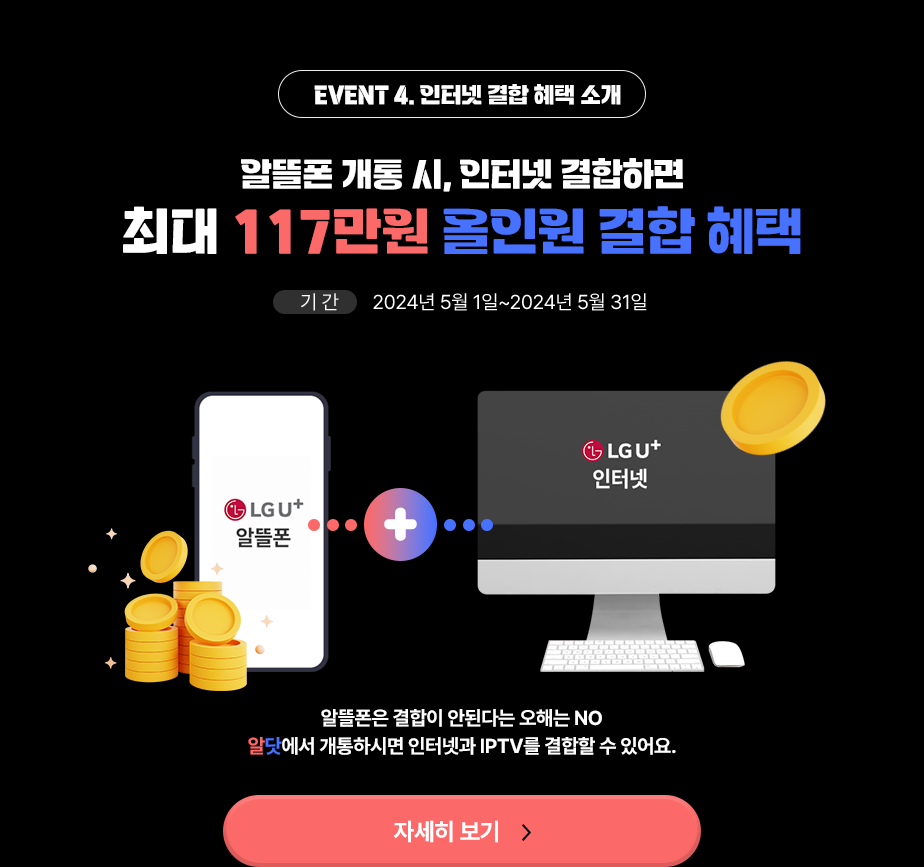 EVENT 4. 인터넷 결합 혜택 소개
알뜰폰 개통 시, 인터넷 결합하면
최대 117만원 올인원 결합 혜택
기 간 2024년 5월 1일~2024년 5월 31일
LG U+
알뜰폰
LG U+
인터넷
알뜰폰은 결합이 안된다는 오해는 NO
알닷에서 개통하시면 인터넷과 IPTV를 결합할 수 있어요.
자세히 보기 >